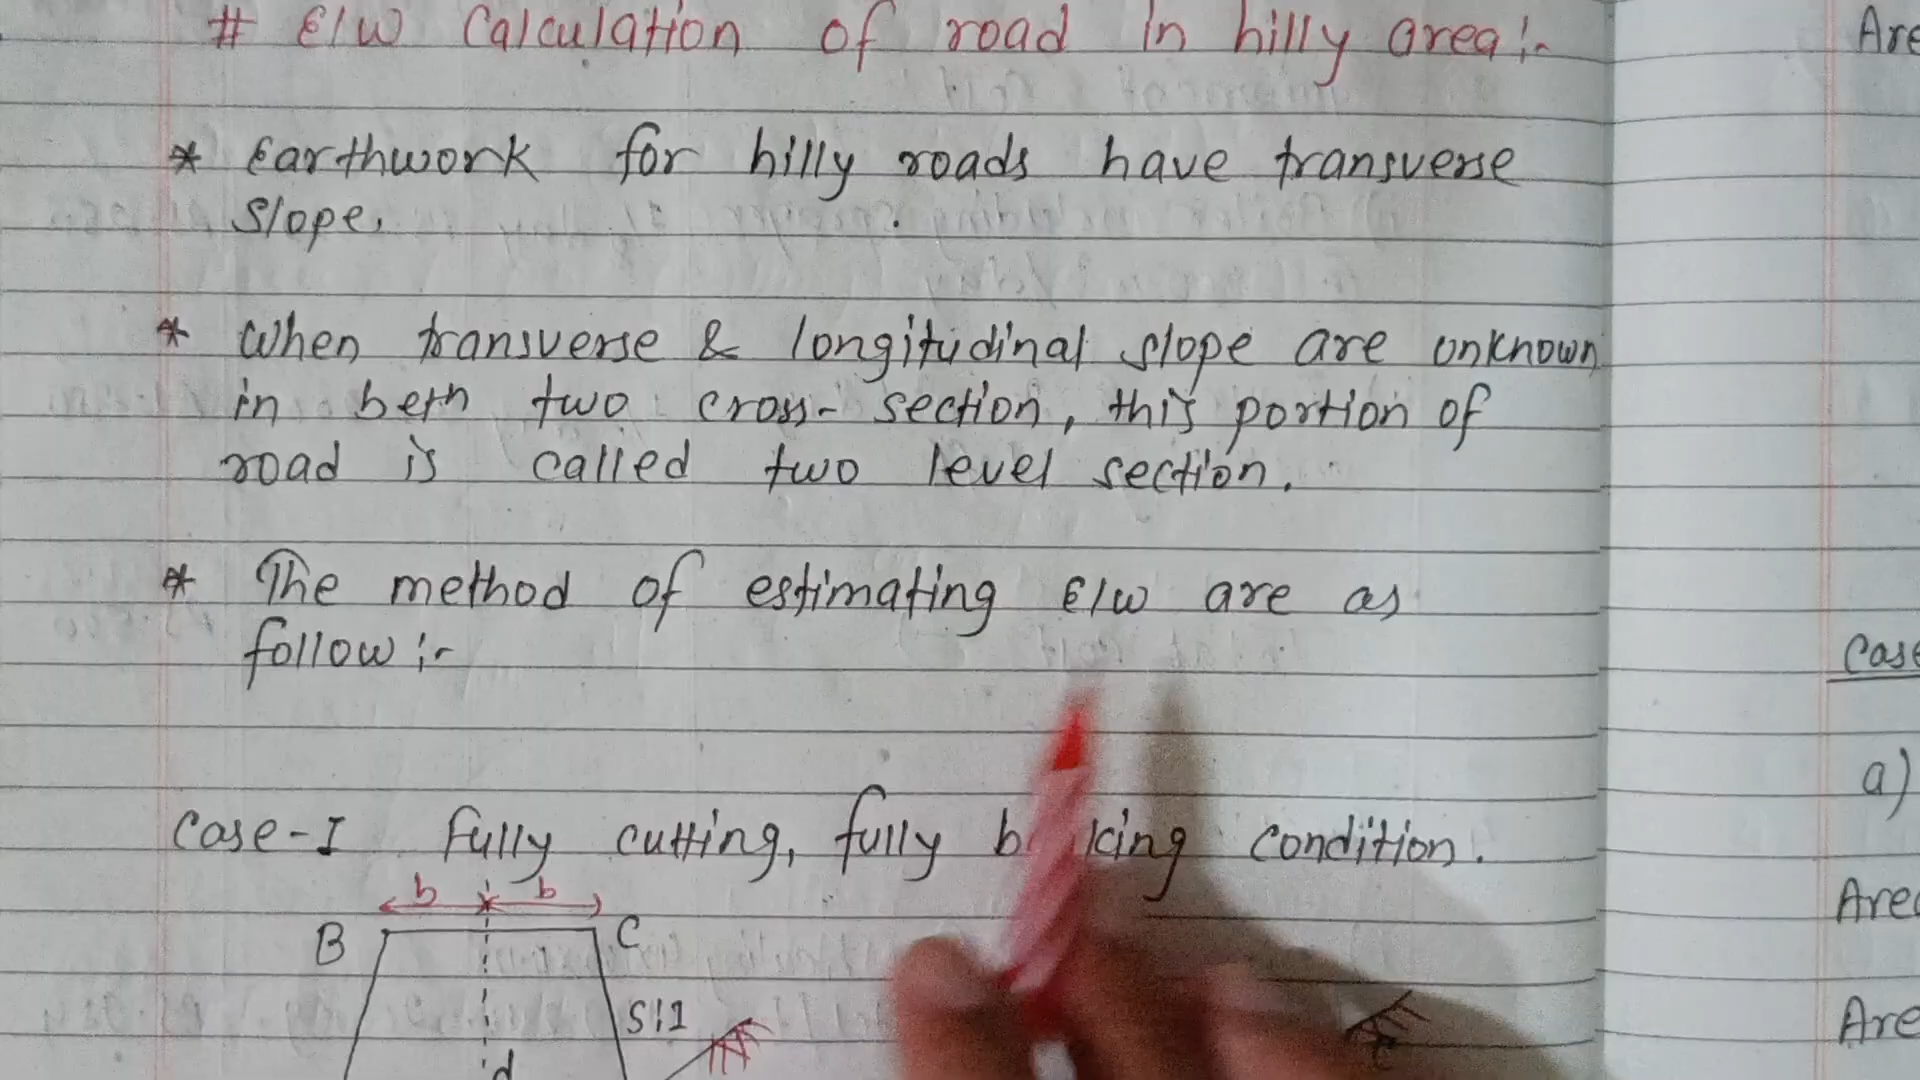 # E/W Calculation of road in hilly area :-
* Earthwork for hilly roads have transverse
slope.
* When transverse & longitudinal slope are unknown
in beth two cross-section, this portion of
road is called two level section.
* The method of estimating E/W are as
follow :-
Case-I fully cutting, fully condition.
b b
B C
S:1
d
Are
Case
a)
Area
Are